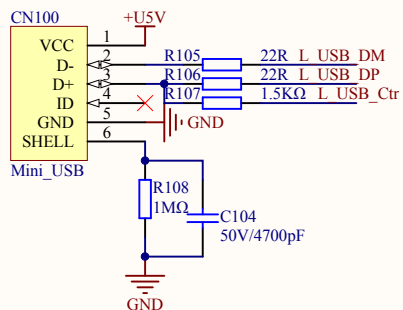 CN100
+U5V
VCC 1
D- 2 R105 22R L_USB_DM
D+ 3 R106 22R L_USB_DP
ID 4 R107 1.5KΩ L_USB_Ctr
GND 5 GND
SHELL 6
Mini_USB
R108
1MΩ
C104
50V/4700pF
GND